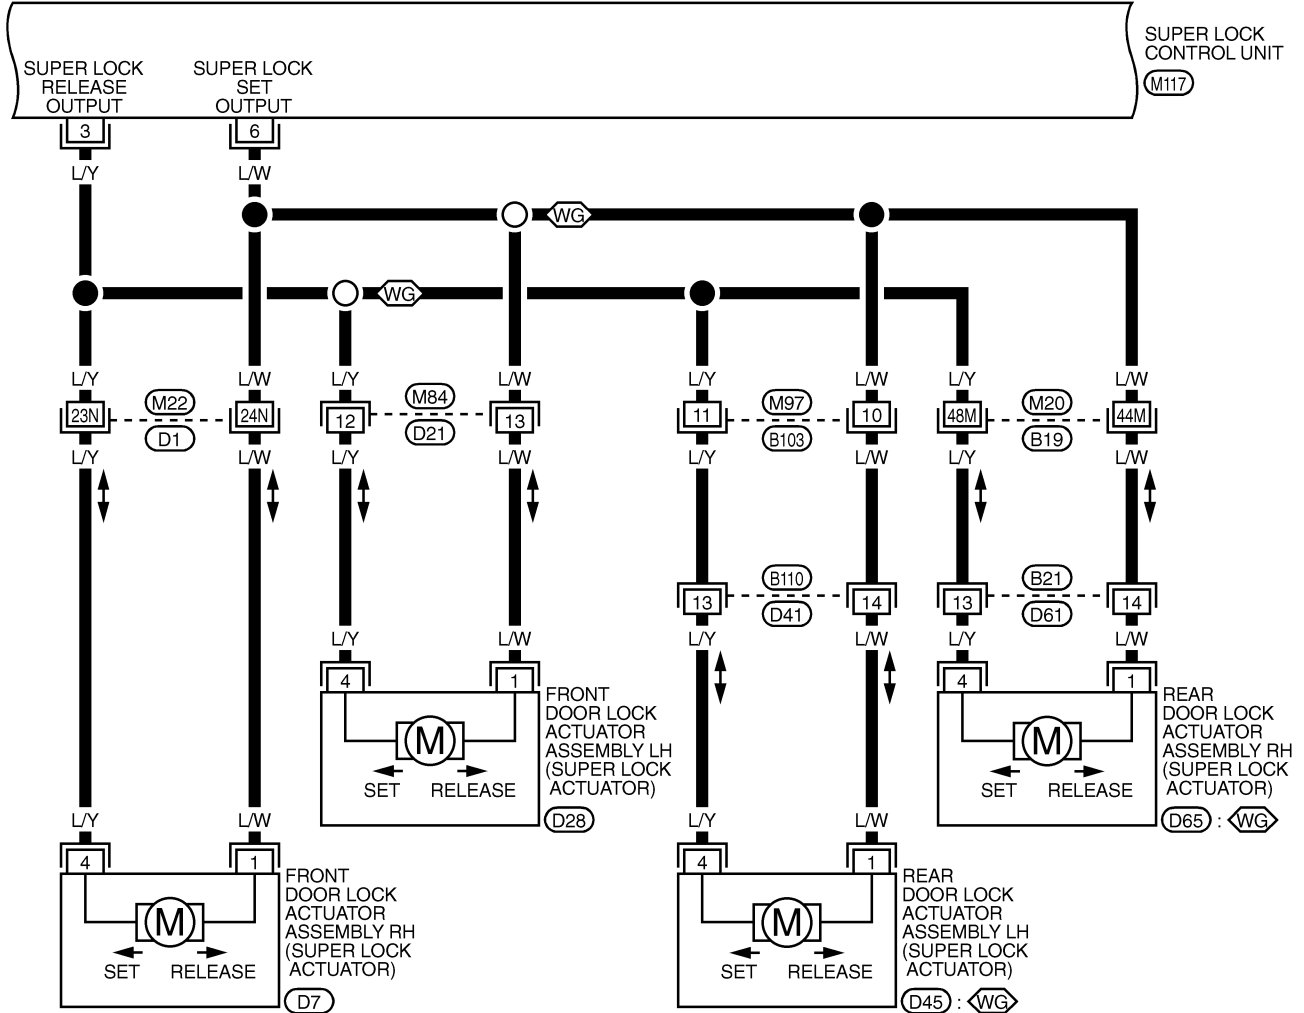 SUPER LOCK
CONTROL UNIT
M117
SUPER LOCK
RELEASE
OUTPUT
SUPER LOCK
SET
OUTPUT
3
6
L/Y
L/W
WG
WG
L/Y
L/W
L/Y
L/W
L/Y
L/W
L/Y
L/W
23N
M22
D1
24N
12
M84
D21
13
11
M97
B103
10
48M
M20
B19
44M
L/Y
L/W
L/Y
L/W
L/Y
L/W
L/Y
L/W
13
B110
D41
14
13
B21
D61
14
L/Y
L/W
L/Y
L/W
L/Y
L/W
4
1
M
SET
RELEASE
FRONT
DOOR LOCK
ACTUATOR
ASSEMBLY LH
(SUPER LOCK
ACTUATOR)
D28
4
1
M
SET
RELEASE
REAR
DOOR LOCK
ACTUATOR
ASSEMBLY RH
(SUPER LOCK
ACTUATOR)
D65 : WG
L/Y
L/W
L/Y
L/W
4
1
M
SET
RELEASE
FRONT
DOOR LOCK
ACTUATOR
ASSEMBLY RH
(SUPER LOCK
ACTUATOR)
D7
4
1
M
SET
RELEASE
REAR
DOOR LOCK
ACTUATOR
ASSEMBLY LH
(SUPER LOCK
ACTUATOR)
D45 : WG